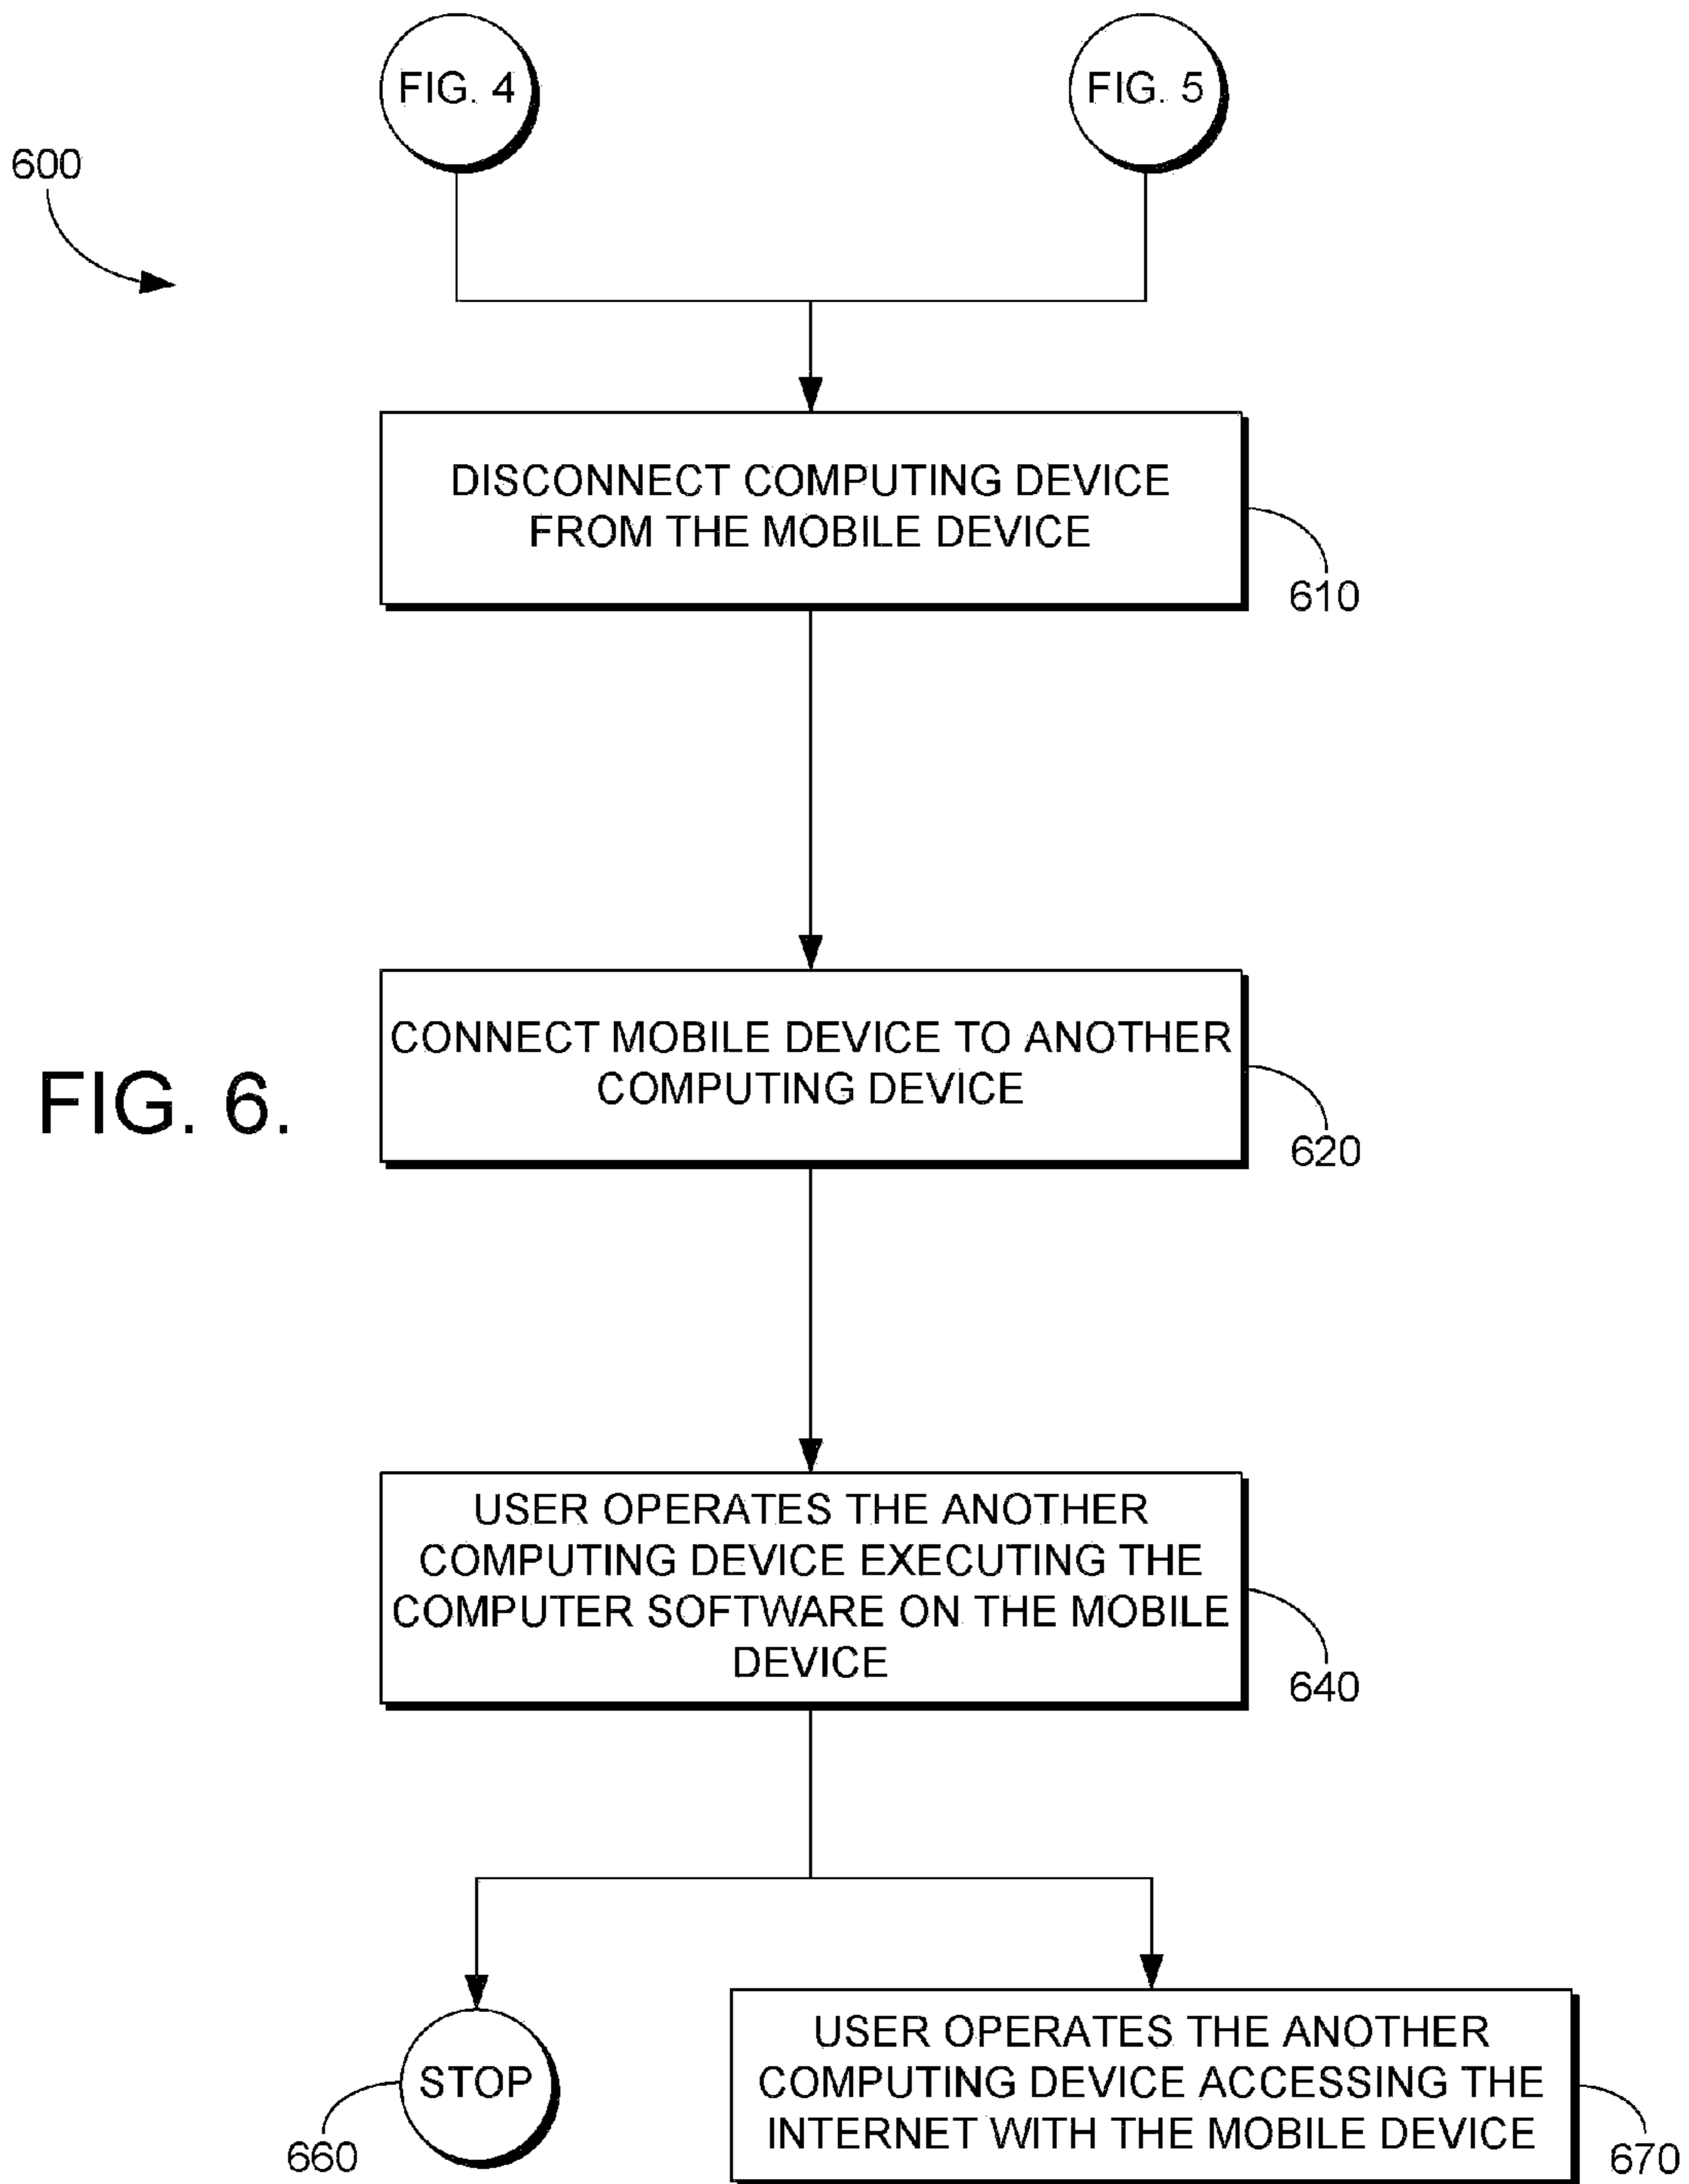 FIG. 4
FIG. 5
600
DISCONNECT COMPUTING DEVICE
FROM THE MOBILE DEVICE
610
CONNECT MOBILE DEVICE TO ANOTHER
COMPUTING DEVICE
620
FIG. 6.
USER OPERATES THE ANOTHER
COMPUTING DEVICE EXECUTING THE
COMPUTER SOFTWARE ON THE MOBILE
DEVICE
640
STOP
660
USER OPERATES THE ANOTHER
COMPUTING DEVICE ACCESSING THE
INTERNET WITH THE MOBILE DEVICE
670